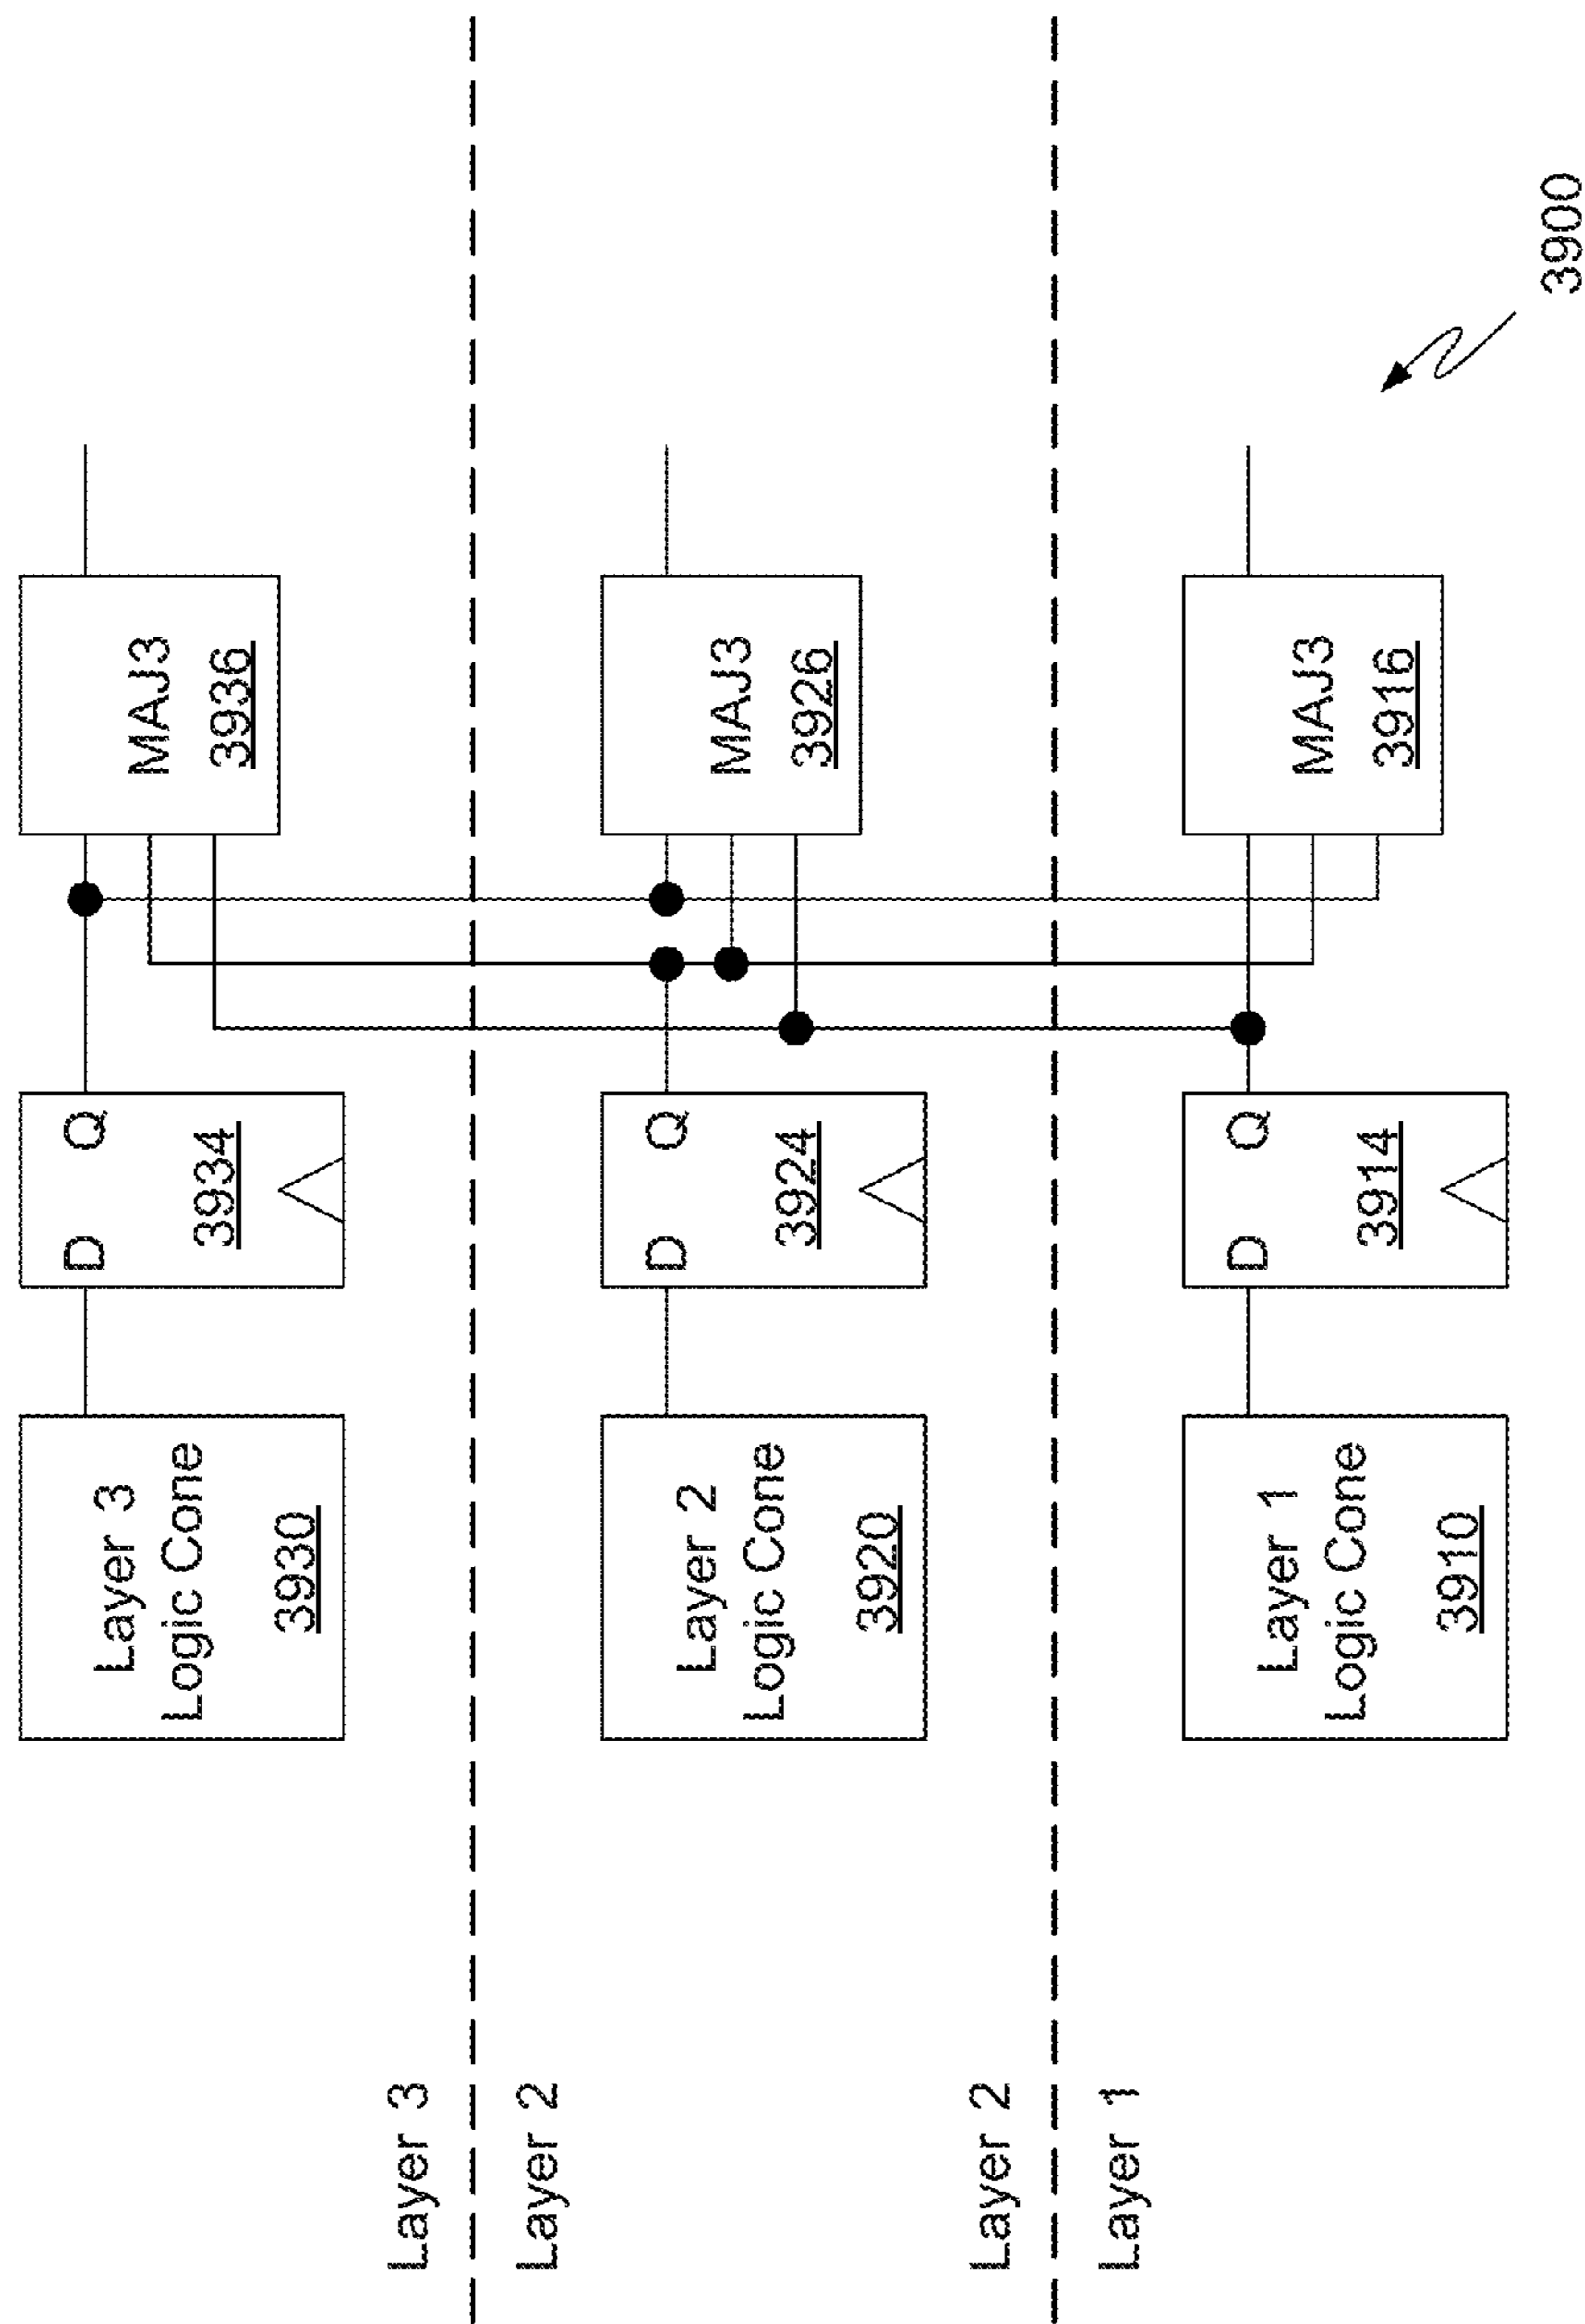 Layer 3
Logic Cone
3930
D Q
3934
MAJ3
3936
Layer 3
Layer 2
Layer 2
Logic Cone
3920
D Q
3924
MAJ3
3926
Layer 2
Layer 1
Layer 1
Logic Cone
3910
D Q
3914
MAJ3
3916
3900